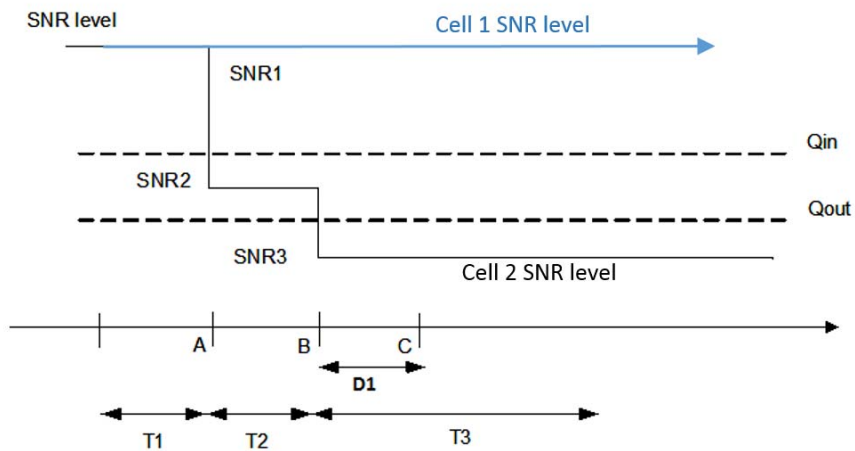 SNR level
Cell 1 SNR level
SNR1
Qin
SNR2
Qout
SNR3
Cell 2 SNR level
A
B
C
D1
T1
T2
T3